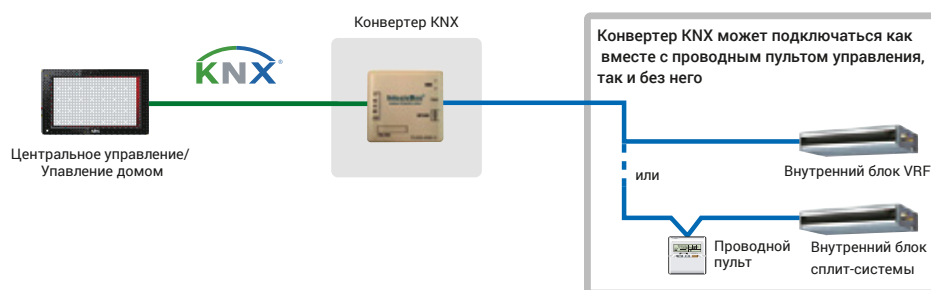 Конвертер KNX
KNX
Центральное управление/
Упавление домом
Конвертер KNX может подключаться как
вместе с проводным пультом управления,
так и без него
или
Внутренний блок VRF
Проводной
пульт
Внутренний блок
сплит-системы